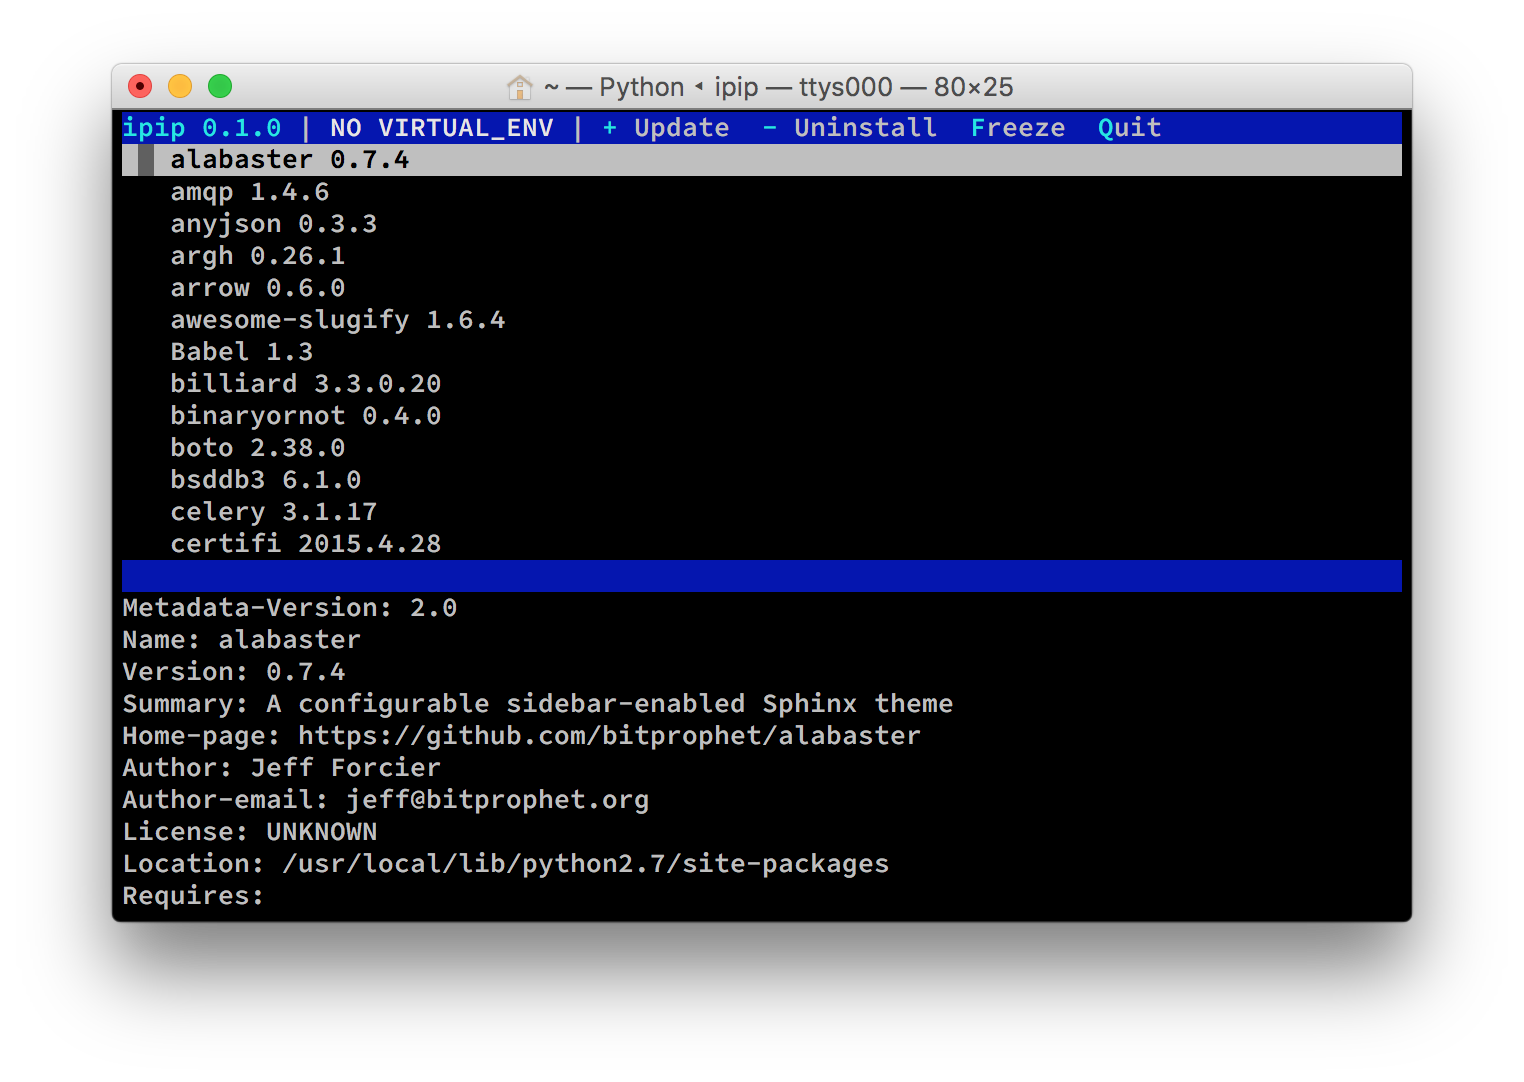 ~ — Python ◂ ipip — ttys000 — 80×25
ipip 0.1.0 | NO VIRTUAL_ENV | + Update - Uninstall Freeze Quit
alabaster 0.7.4
amqp 1.4.6
anyjson 0.3.3
argh 0.26.1
arrow 0.6.0
awesome-slugify 1.6.4
Babel 1.3
billiard 3.3.0.20
binaryornot 0.4.0
boto 2.38.0
bsddb3 6.1.0
celery 3.1.17
certifi 2015.4.28
Metadata-Version: 2.0
Name: alabaster
Version: 0.7.4
Summary: A configurable sidebar-enabled Sphinx theme
Home-page: https://github.com/bitprophet/alabaster
Author: Jeff Forcier
Author-email: jeff@bitprophet.org
License: UNKNOWN
Location: /usr/local/lib/python2.7/site-packages
Requires: